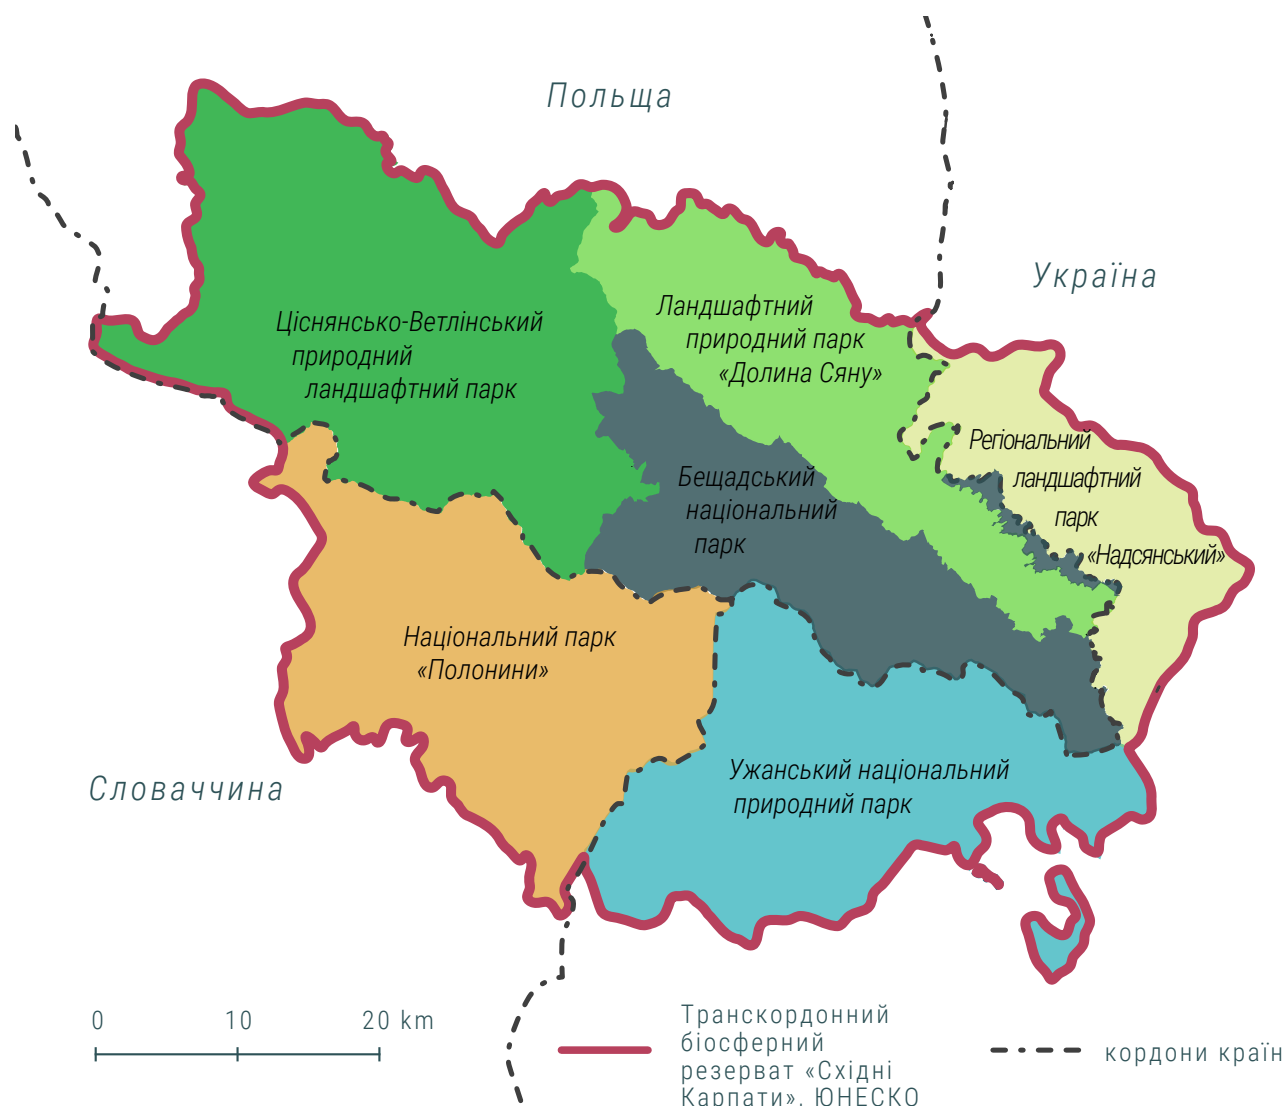 Польща
Україна
Ціснянсько-Ветлінський
природний
ландшафтний парк
Ландшафтний
природний парк
«Долина Сяну»
Регіональний
ландшафтний
парк
«Надсянський»
Бещадський
національний
парк
Національний парк
«Полонини»
Ужанський національний
природний парк
Словаччина
0 10 20 km
Транскордонний
біосферний
резерват «Східні
Карпати». ЮНЕСКО
кордони країн